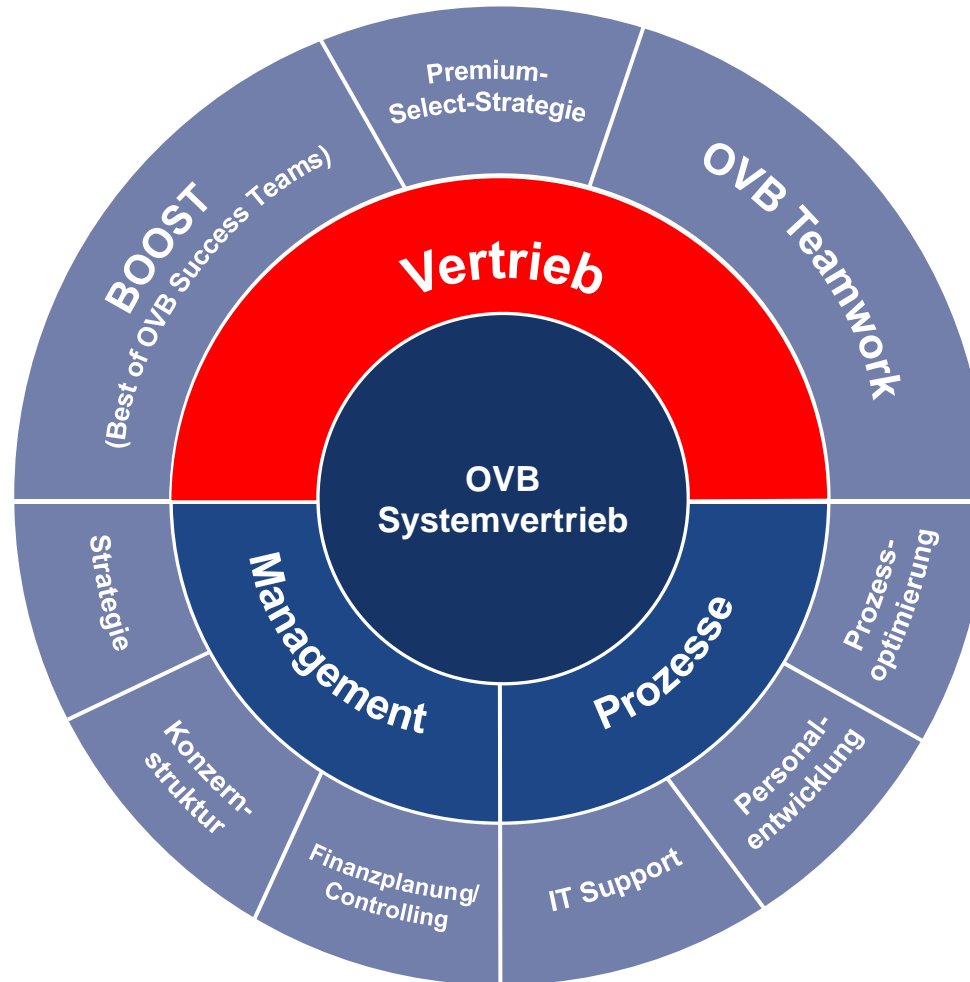 Premium-
Select-Strategie
BOOST
(Best of OVB Success Teams)
OVB Teamwork
Vertrieb
OVB
Systemvertrieb
Management
Prozesse
Strategie
Konzern-
struktur
Finanzplanung/
Controlling
IT Support
Personal-
entwicklung
Prozess-
optimierung